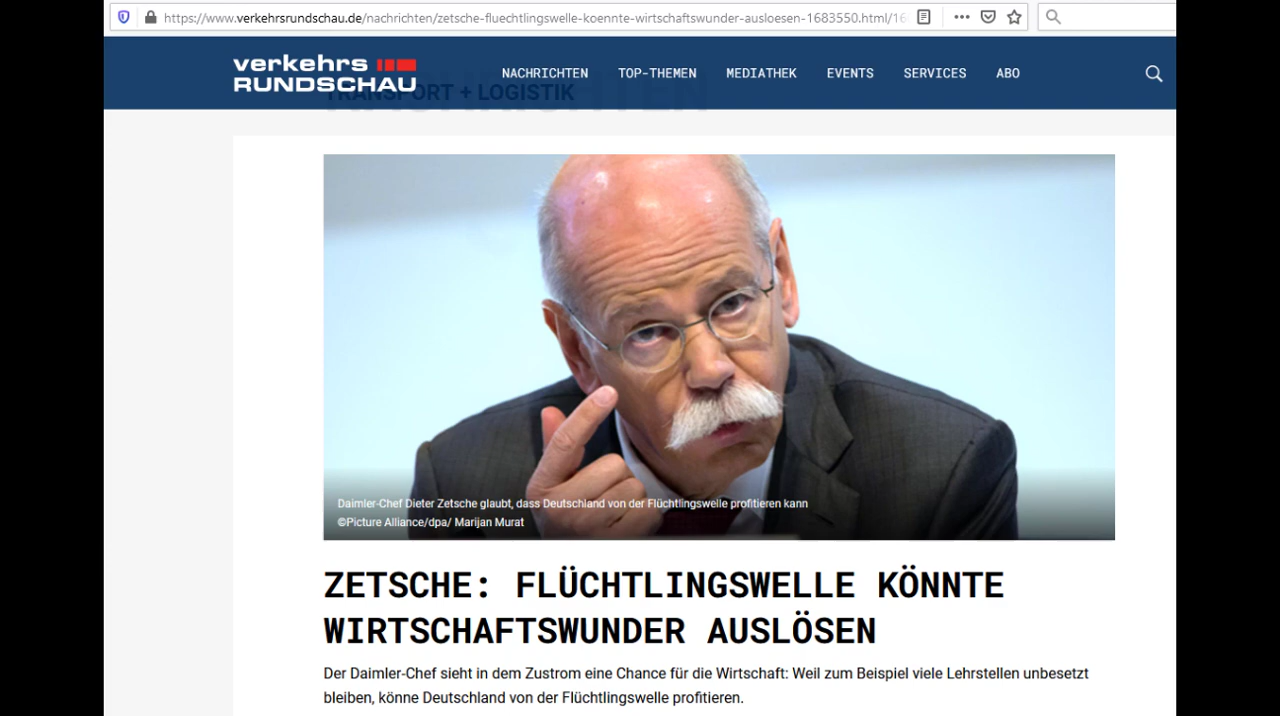 https://www.verkehrsrundschau.de/nachrichten/zetsche-fluechtlingswelle-koennte-wirtschaftswunder-ausloesen-1683550.html/16
verkehrs
RUNDSCHAU
NACHRICHTEN TOP-THEMEN MEDIATHEK EVENTS SERVICES ABO
TRANSPORT + LOGISTIK
Daimler-Chef Dieter Zetsche glaubt, dass Deutschland von der Flüchtlingswelle profitieren kann
©Picture Alliance/dpa/ Marijan Murat
ZETSCHE: FLÜCHTLINGSWELLE KÖNNTE
WIRTSCHAFTSWUNDER AUSLÖSEN
Der Daimler-Chef sieht in dem Zustrom eine Chance für die Wirtschaft: Weil zum Beispiel viele Lehrstellen unbesetzt
bleiben, könne Deutschland von der Flüchtlingswelle profitieren.